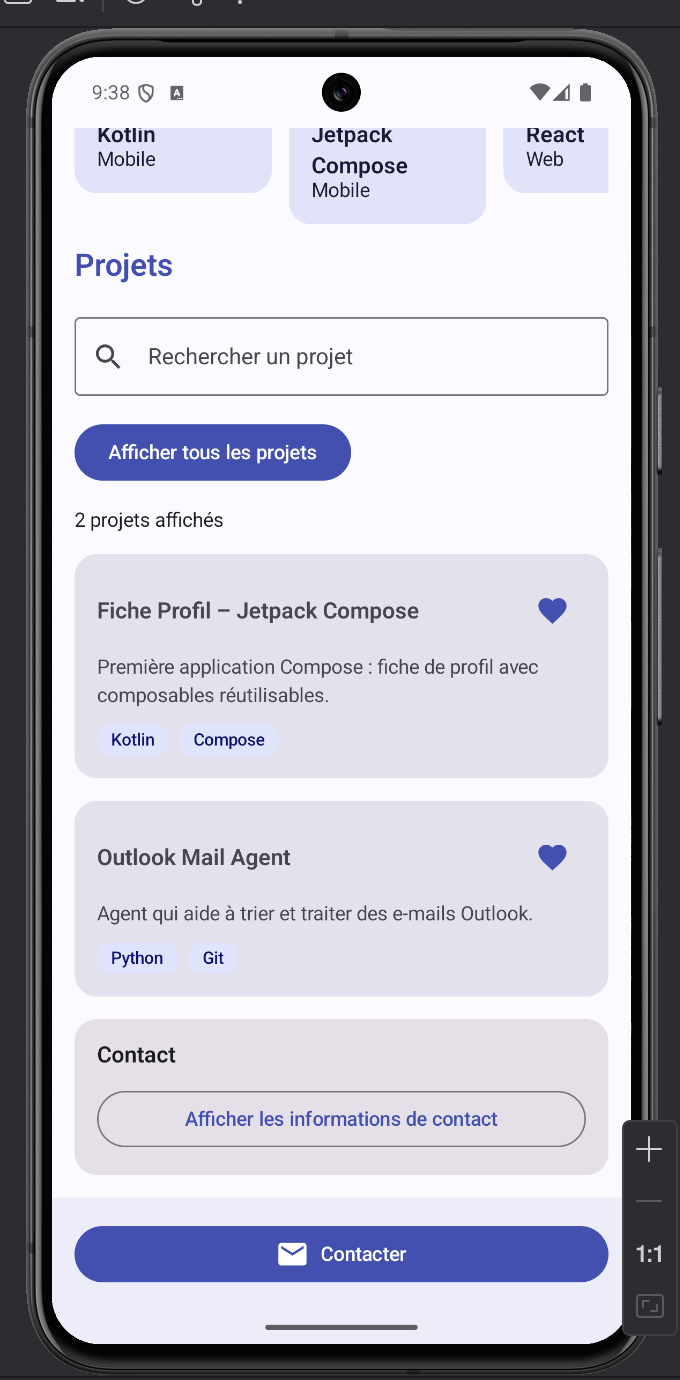 9:38
Kotlin
Mobile
Jetpack
Compose
Mobile
React
Web
Projets
Rechercher un projet
Afficher tous les projets
2 projets affichés
Fiche Profil – Jetpack Compose
Première application Compose : fiche de profil avec
composables réutilisables.
Kotlin
Compose
Outlook Mail Agent
Agent qui aide à trier et traiter des e-mails Outlook.
Python
Git
Contact
Afficher les informations de contact
Contacter
1:1